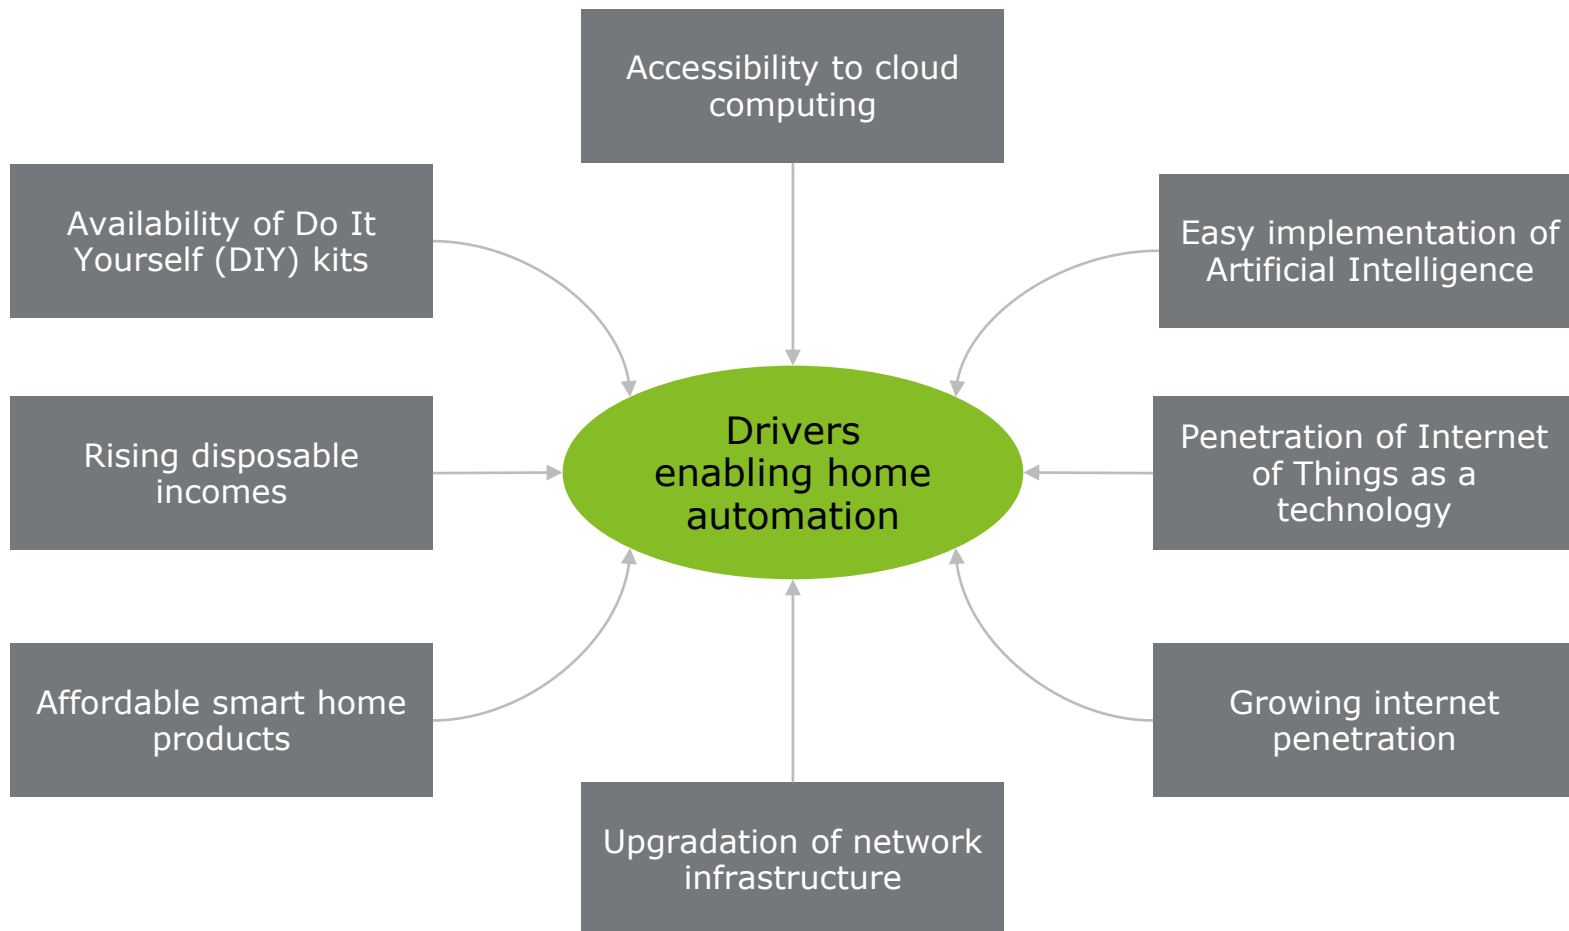 Accessibility to cloud
computing
Availability of Do It
Yourself (DIY) kits
Easy implementation of
Artificial Intelligence
Rising disposable
incomes
Drivers
enabling home
automation
Penetration of Internet
of Things as a
technology
Affordable smart home
products
Growing internet
penetration
Upgradation of network
infrastructure